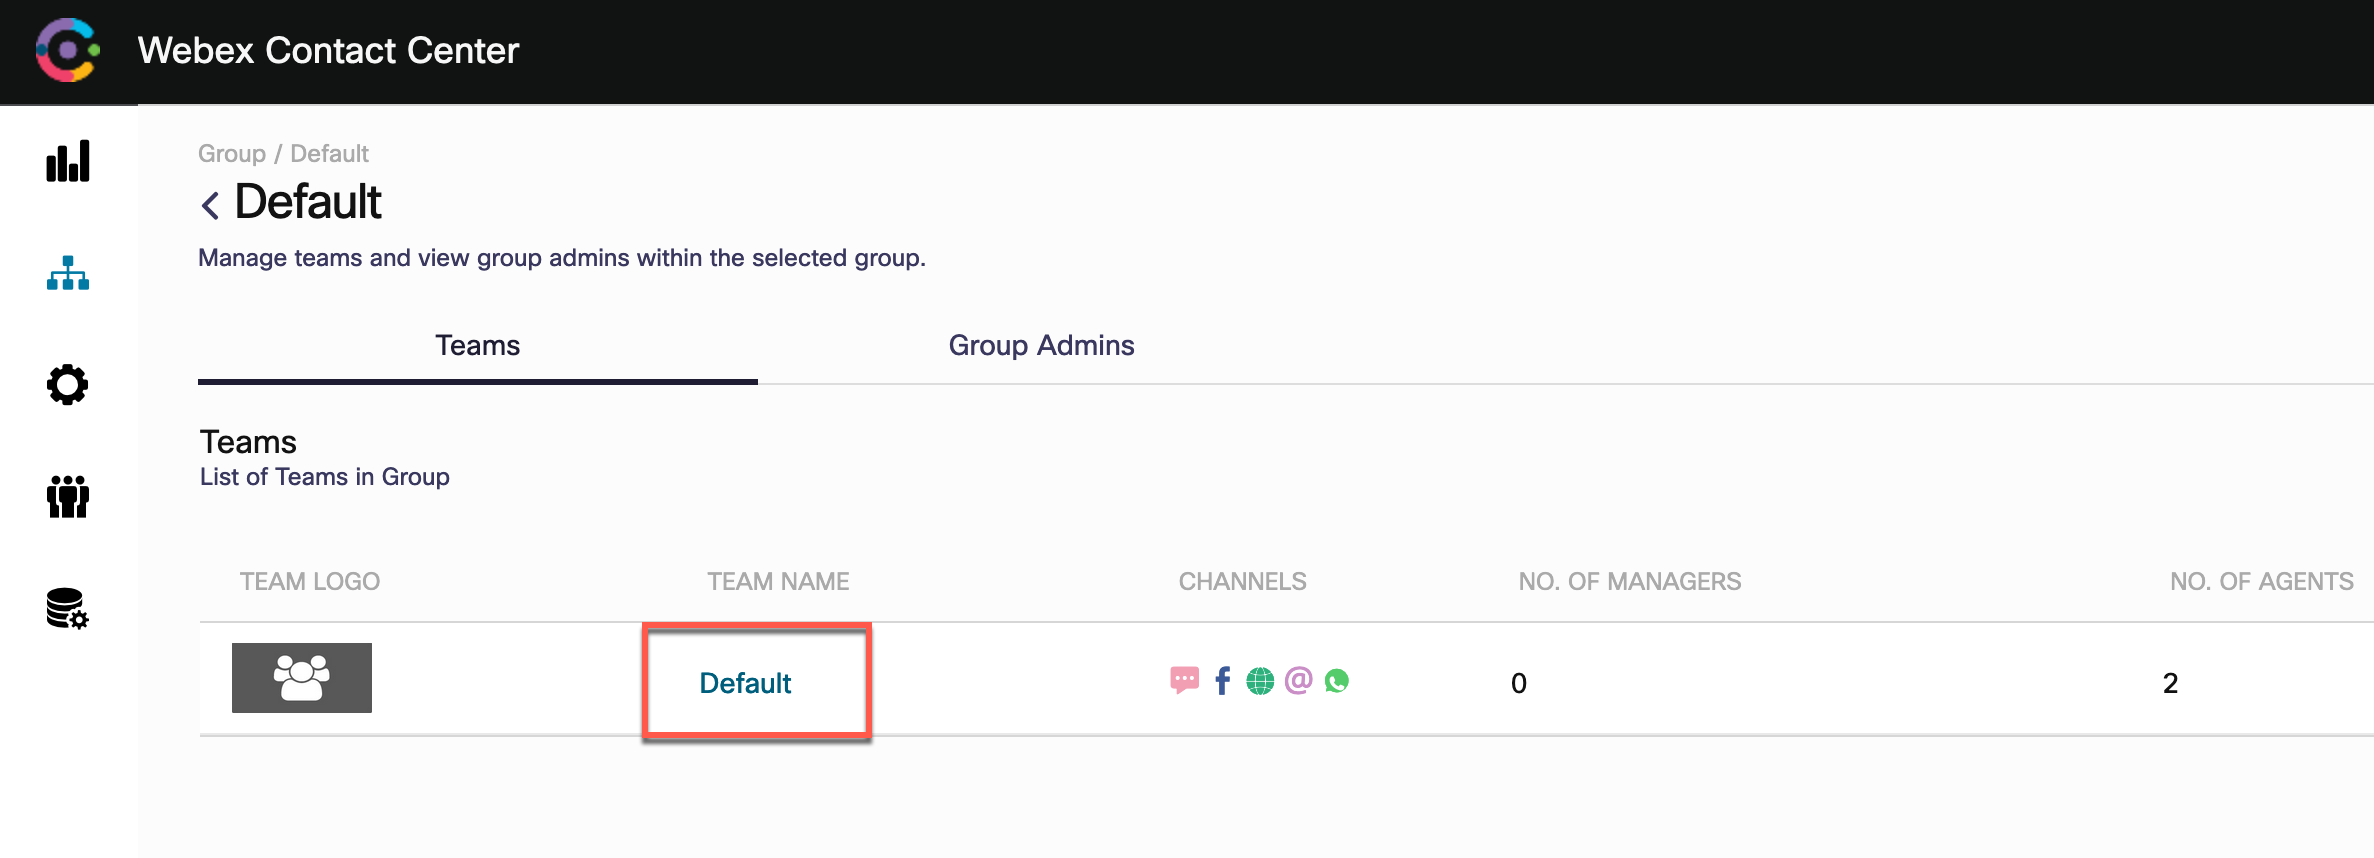 Webex Contact Center
Group / Default
Default
Manage teams and view group admins within the selected group.
Teams
Group Admins
Teams
List of Teams in Group
TEAM LOGO
TEAM NAME
CHANNELS
NO. OF MANAGERS
NO. OF AGENTS
Default
0
2